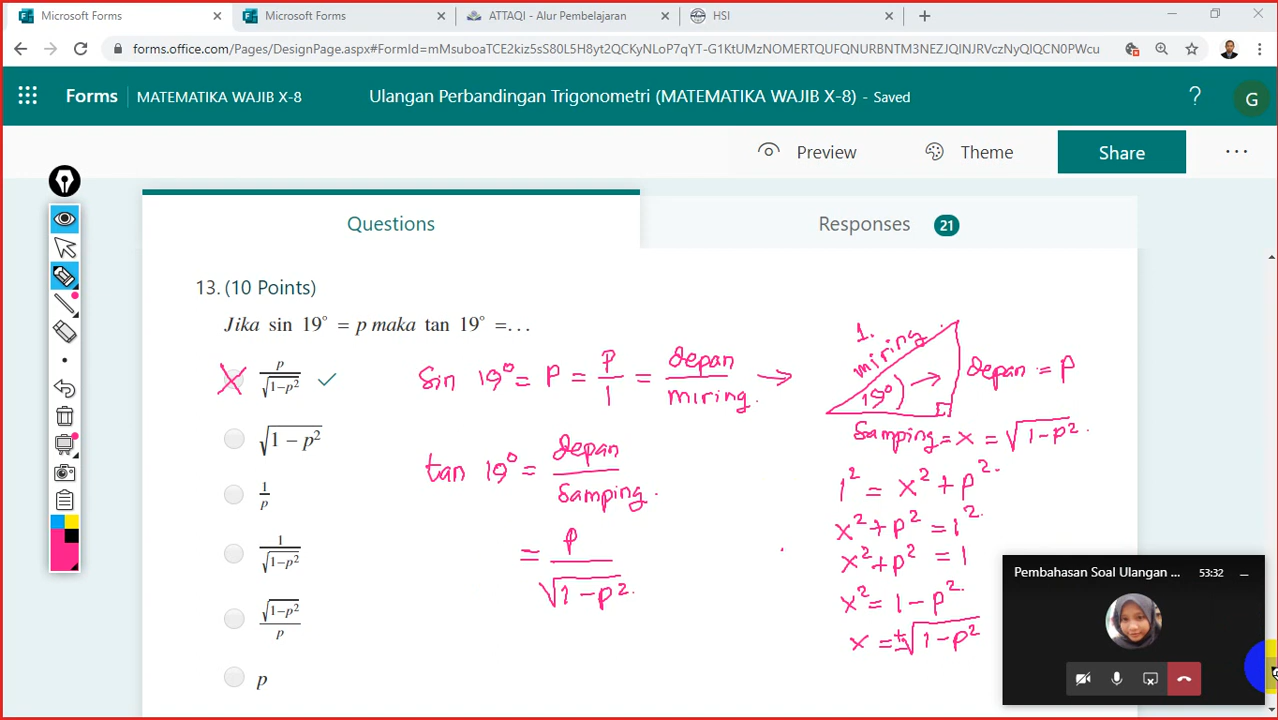 Microsoft Forms
Microsoft Forms
ATTAQI - Alur Pembelajaran
HSI
forms.office.com/Pages/DesignPage.aspx#FormId=mMsuboaTCE2kiz5sS80L5H8yt2QCKyNLoP7qYT-G1KtUMzNOMERTQUFQNURBNTM3NEZJQlNJRVczNyQlQCN0PWcu
Forms
MATEMATIKA WAJIB X-8
Ulangan Perbandingan Trigonometri (MATEMATIKA WAJIB X-8) - Saved
?
G
Preview
Theme
Share
Questions
Responses 21
13. (10 Points)
Jika sin 19° = p maka tan 19° =...
p/√(1−p²)
√(1 − p²)
1/p
1/√(1−p²)
√(1−p²)/p
p
sin 19° = p = p/1 = depan/miring. →
tan 19° = depan/samping.
= p/√(1-p².)
1.
miring
19°
depan = p
samping = x = √(1-p².)
1² = x² + p².
x² + p² = 1².
x² + p² = 1
x² = 1 - p².
x = ±√(1-p²)
Pembahasan Soal Ulangan ...
53:32